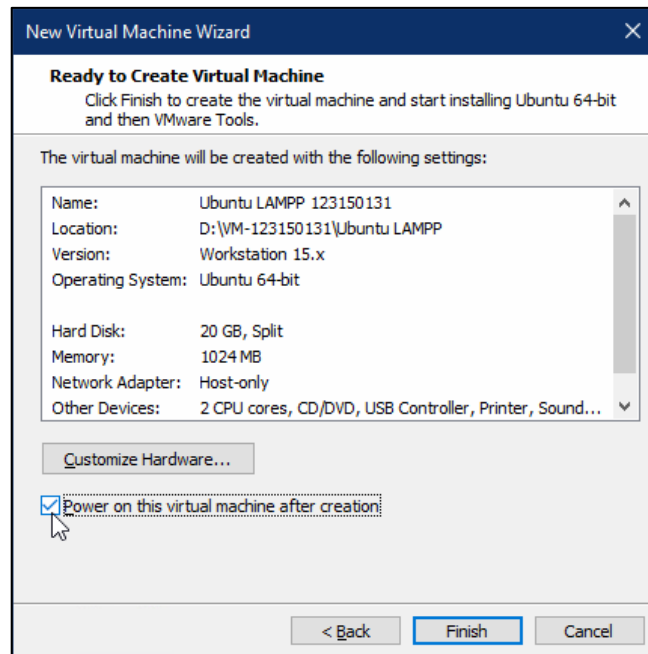 New Virtual Machine Wizard
Ready to Create Virtual Machine
Click Finish to create the virtual machine and start installing Ubuntu 64-bit
and then VMware Tools.
The virtual machine will be created with the following settings:
Name: Ubuntu LAMPP 123150131
Location: D:\VM-123150131\Ubuntu LAMPP
Version: Workstation 15.x
Operating System: Ubuntu 64-bit
Hard Disk: 20 GB, Split
Memory: 1024 MB
Network Adapter: Host-only
Other Devices: 2 CPU cores, CD/DVD, USB Controller, Printer, Sound...
Customize Hardware...
Power on this virtual machine after creation
< Back Finish Cancel